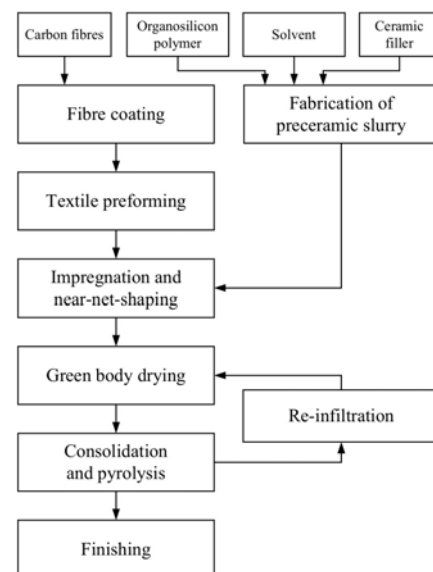 Carbon fibres
Organosilicon
polymer
Solvent
Ceramic
filler
Fibre coating
Fabrication of
preceramic slurry
Textile preforming
Impregnation and
near-net-shaping
Green body drying
Re-infiltration
Consolidation
and pyrolysis
Finishing